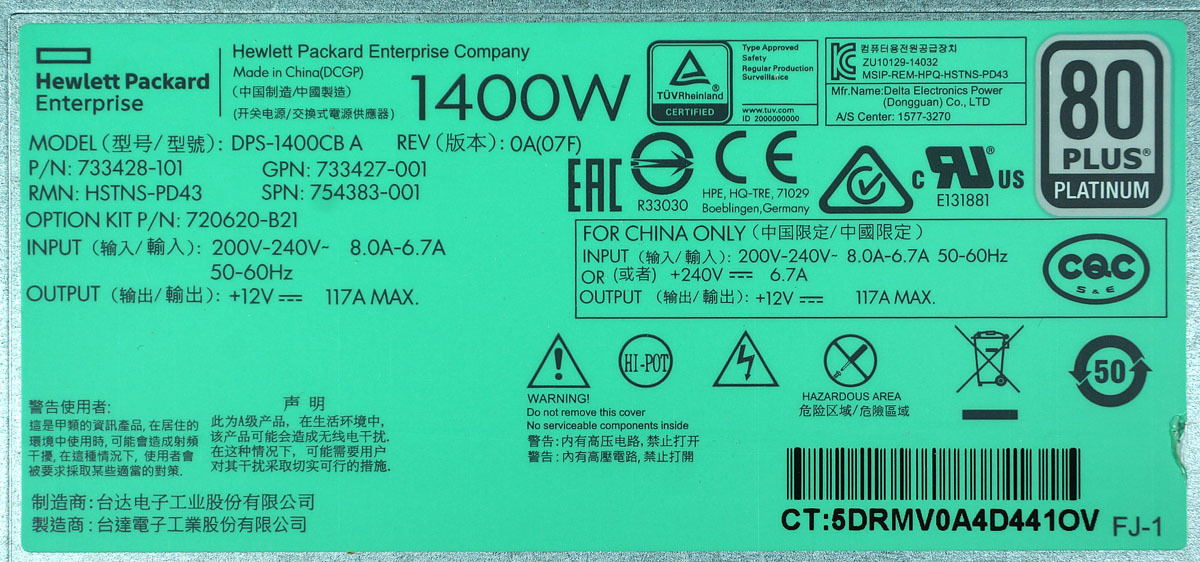 Hewlett Packard
Enterprise
Hewlett Packard Enterprise Company
Made in China(DCGP)
(中国制造/中國製造)
(开关电源/交換式電源供應器)
1400W
TÜVRheinland®
CERTIFIED
Type Approved
Safety
Regular Production
Surveillance
www.tuv.com
ID 2000000000
컴퓨터용전원공급장치
ZU10129-14032
MSIP-REM-HPQ-HSTNS-PD43
Mfr.Name:Delta Electronics Power
(Dongguan) Co., LTD
A/S Center: 1577-3270
80
PLUS®
PLATINUM
MODEL (型号/型號): DPS-1400CB A REV (版本): 0A(07F)
P/N: 733428-101 GPN: 733427-001
RMN: HSTNS-PD43 SPN: 754383-001
OPTION KIT P/N: 720620-B21
INPUT (输入/輸入): 200V-240V~ 8.0A-6.7A
50-60Hz
OUTPUT (输出/輸出): +12V 117A MAX.
EAC
R33030
CE
HPE, HQ-TRE, 71029
Boeblingen,Germany
C RU® US
E131881
FOR CHINA ONLY (中国限定/中國限定)
INPUT (输入/輸入): 200V-240V~ 8.0A-6.7A 50-60Hz
OR (或者) +240V 6.7A
OUTPUT (输出/輸出): +12V 117A MAX.
CQC
S & E
HI-POT
WARNING!
Do not remove this cover
No serviceable components inside
警告:内有高压电路,禁止打开
警告:內有高壓電路,禁止打開
HAZARDOUS AREA
危险区域/危險區域
50
警告使用者:
這是甲類的資訊產品,在居住的
環境中使用時,可能會造成射頻
干擾,在這種情況下,使用者會
被要求採取某些適當的對策.
声 明
此为A级产品,在生活环境中,
该产品可能会造成无线电干扰.
在这种情况下,可能需要用户
对其干扰采取切实可行的措施.
制造商:台达电子工业股份有限公司
製造商:台達電子工業股份有限公司
CT:5DRMV0A4D441OV FJ-1